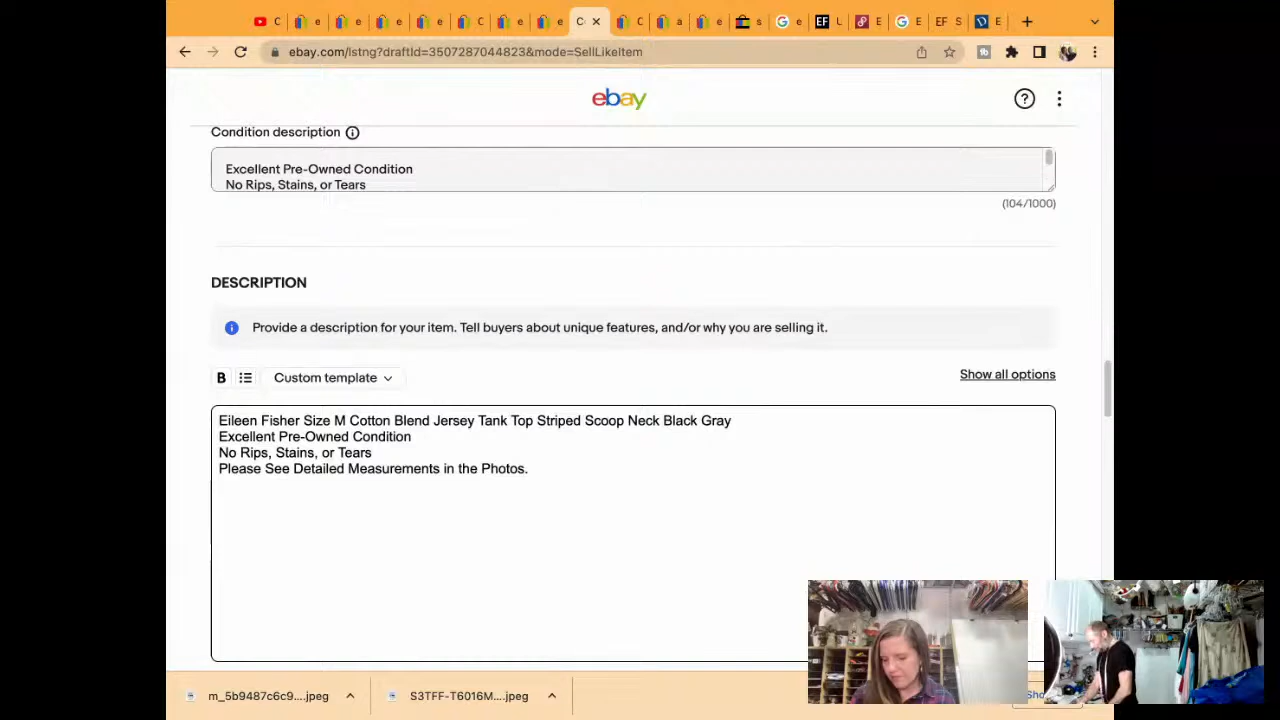 C
e
e
e
e
C
e
e
C
C
a
e
s
e
EF
L
E
E
EF
S
E
ebay.com/lstng?draftId=3507287044823&mode=SellLikeItem
ebay
Condition description
Excellent Pre-Owned Condition
No Rips, Stains, or Tears
(104/1000)
DESCRIPTION
Provide a description for your item. Tell buyers about unique features, and/or why you are selling it.
B
Custom template
Show all options
Eileen Fisher Size M Cotton Blend Jersey Tank Top Striped Scoop Neck Black Gray
Excellent Pre-Owned Condition
No Rips, Stains, or Tears
Please See Detailed Measurements in the Photos.
m_5b9487c6c9....jpeg
S3TFF-T6016M....jpeg